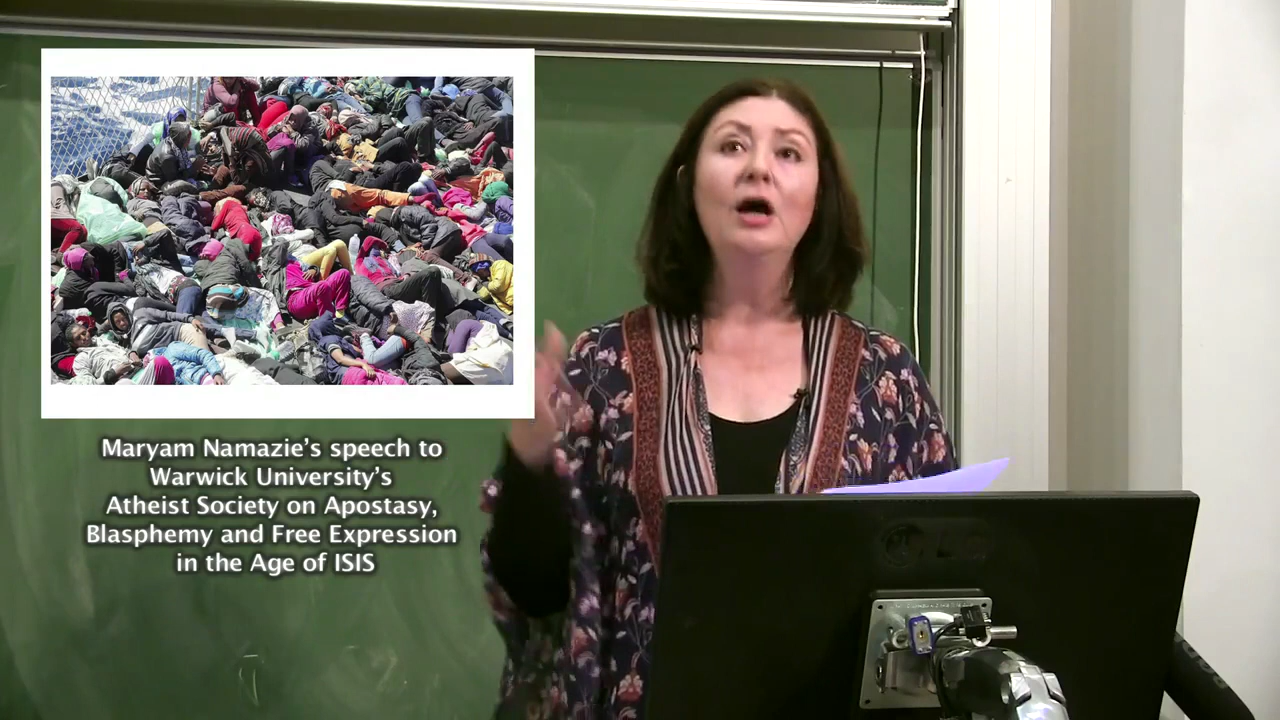 Maryam Namazie's speech to
Warwick University's
Atheist Society on Apostasy,
Blasphemy and Free Expression
in the Age of ISIS